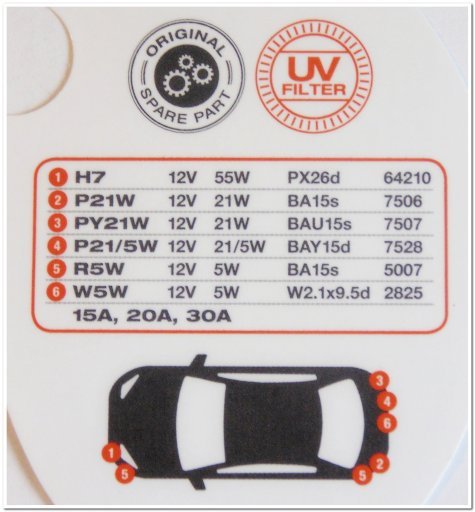 ORIGINAL
SPARE PART
UV
FILTER
1 H7 12V 55W PX26d 64210
2 P21W 12V 21W BA15s 7506
3 PY21W 12V 21W BAU15s 7507
4 P21/5W 12V 21/5W BAY15d 7528
5 R5W 12V 5W BA15s 5007
6 W5W 12V 5W W2.1x9.5d 2825
15A, 20A, 30A
3
4
6
1
2
5
5